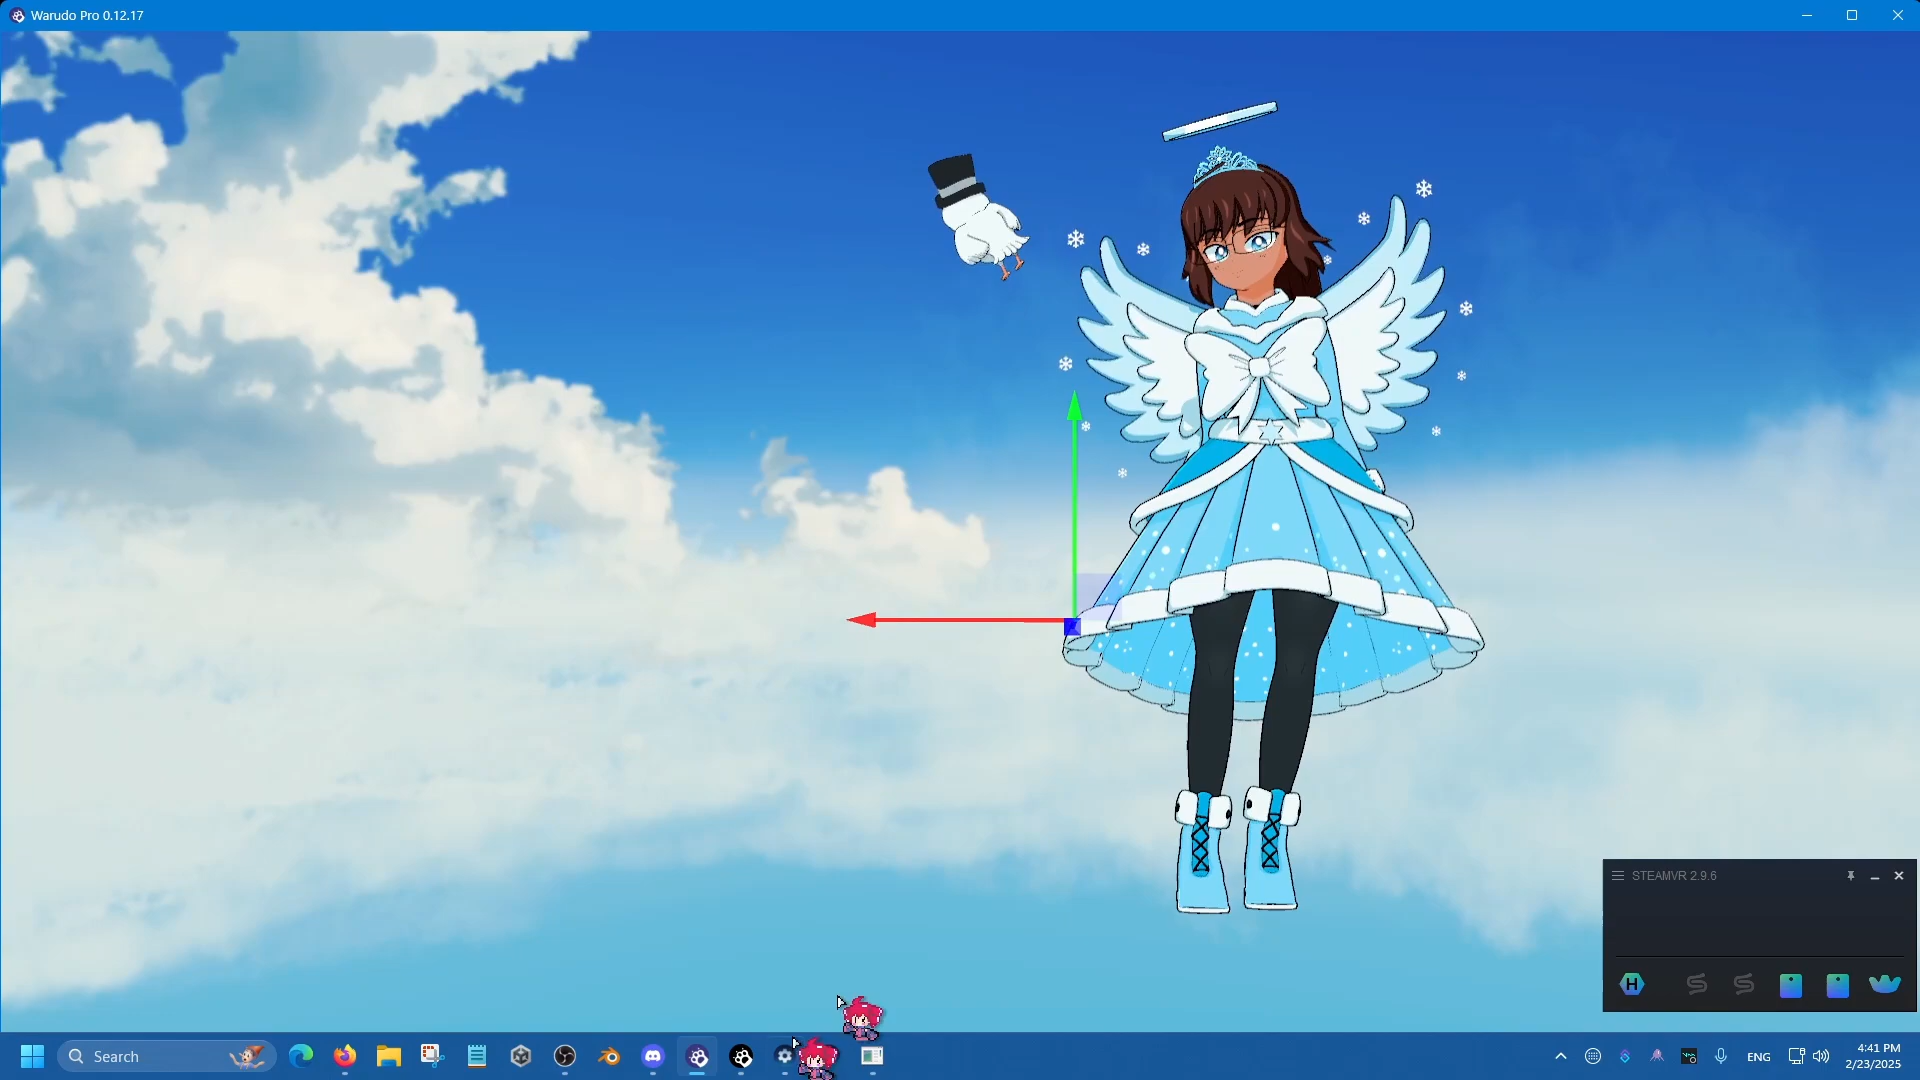 Warudo Pro 0.12.17
STEAMVR 2.9.6
H
Search
ENG
4:41 PM
2/23/2025